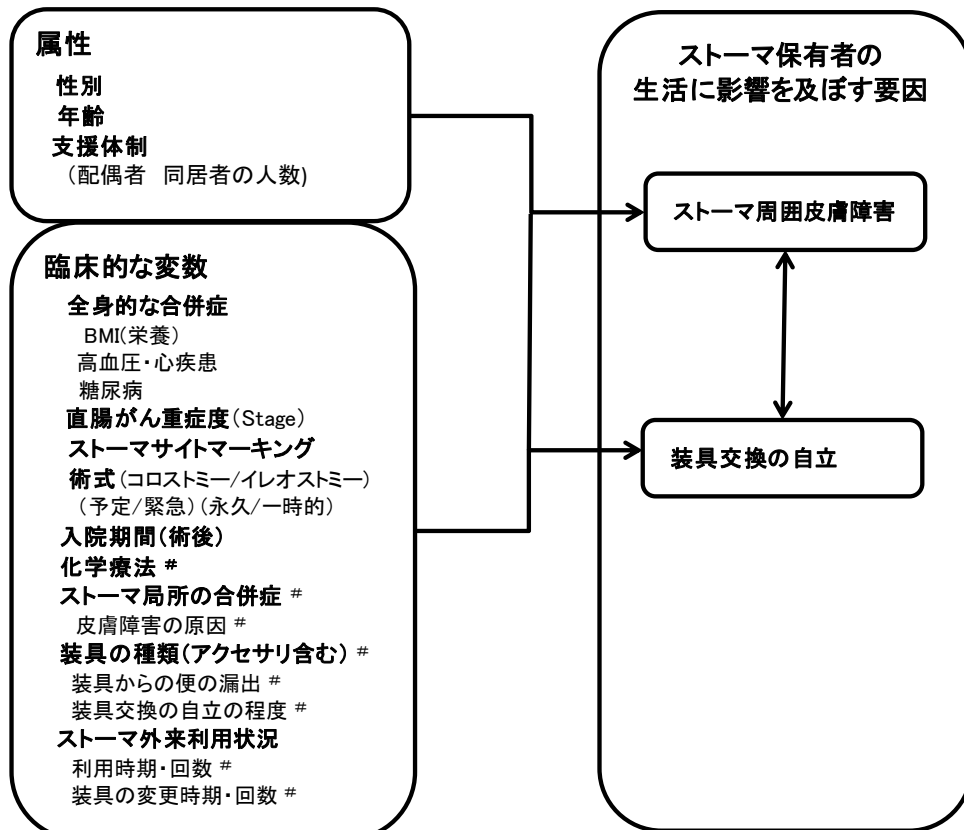 属性
性別
年齢
支援体制
（配偶者　同居者の人数)
臨床的な変数
全身的な合併症
BMI(栄養）
高血圧・心疾患
糖尿病
直腸がん重症度（Stage）
ストーマサイトマーキング
術式（コロストミー/イレオストミー）
（予定/緊急）（永久/一時的）
入院期間（術後）
化学療法 #
ストーマ局所の合併症 #
皮膚障害の原因 #
装具の種類（アクセサリ含む） #
装具からの便の漏出 #
装具交換の自立の程度 #
ストーマ外来利用状況
利用時期・回数 #
装具の変更時期・回数 #
ストーマ保有者の
生活に影響を及ぼす要因
ストーマ周囲皮膚障害
装具交換の自立